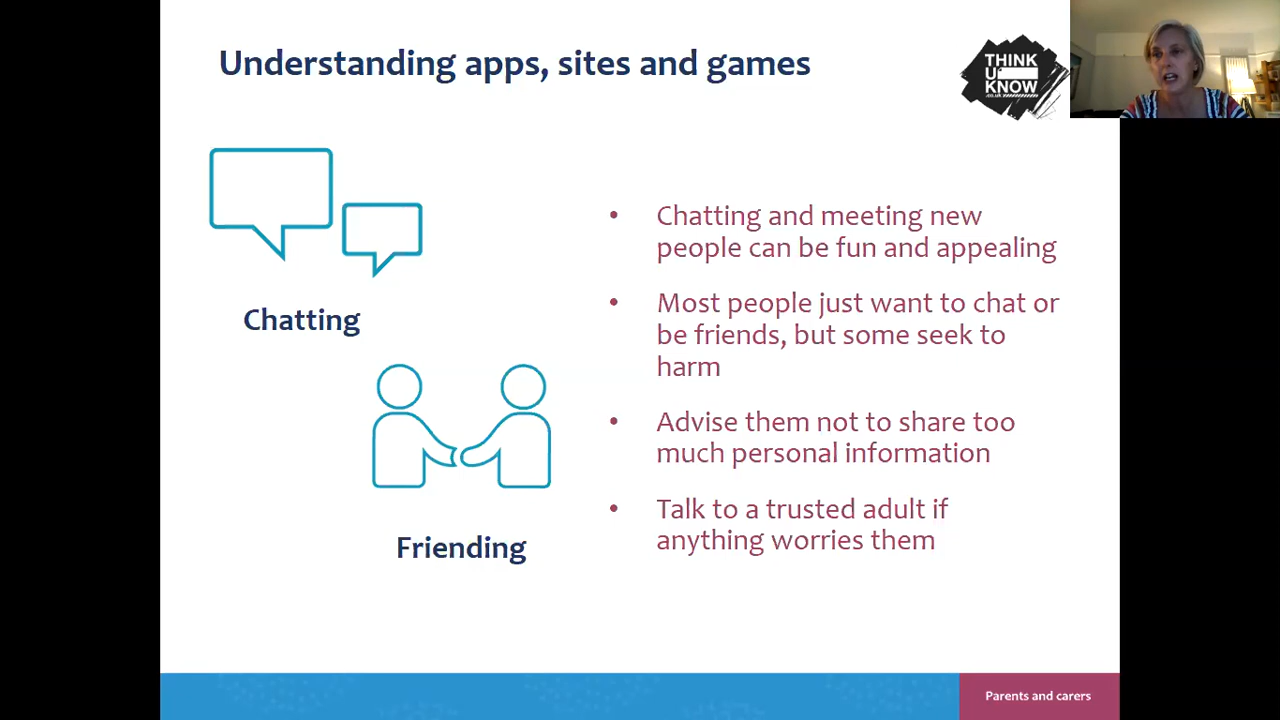 Understanding apps, sites and games
THINK
U
KNOW
.co.uk
Chatting
Friending
• Chatting and meeting new
people can be fun and appealing
• Most people just want to chat or
be friends, but some seek to
harm
• Advise them not to share too
much personal information
• Talk to a trusted adult if
anything worries them
Parents and carers